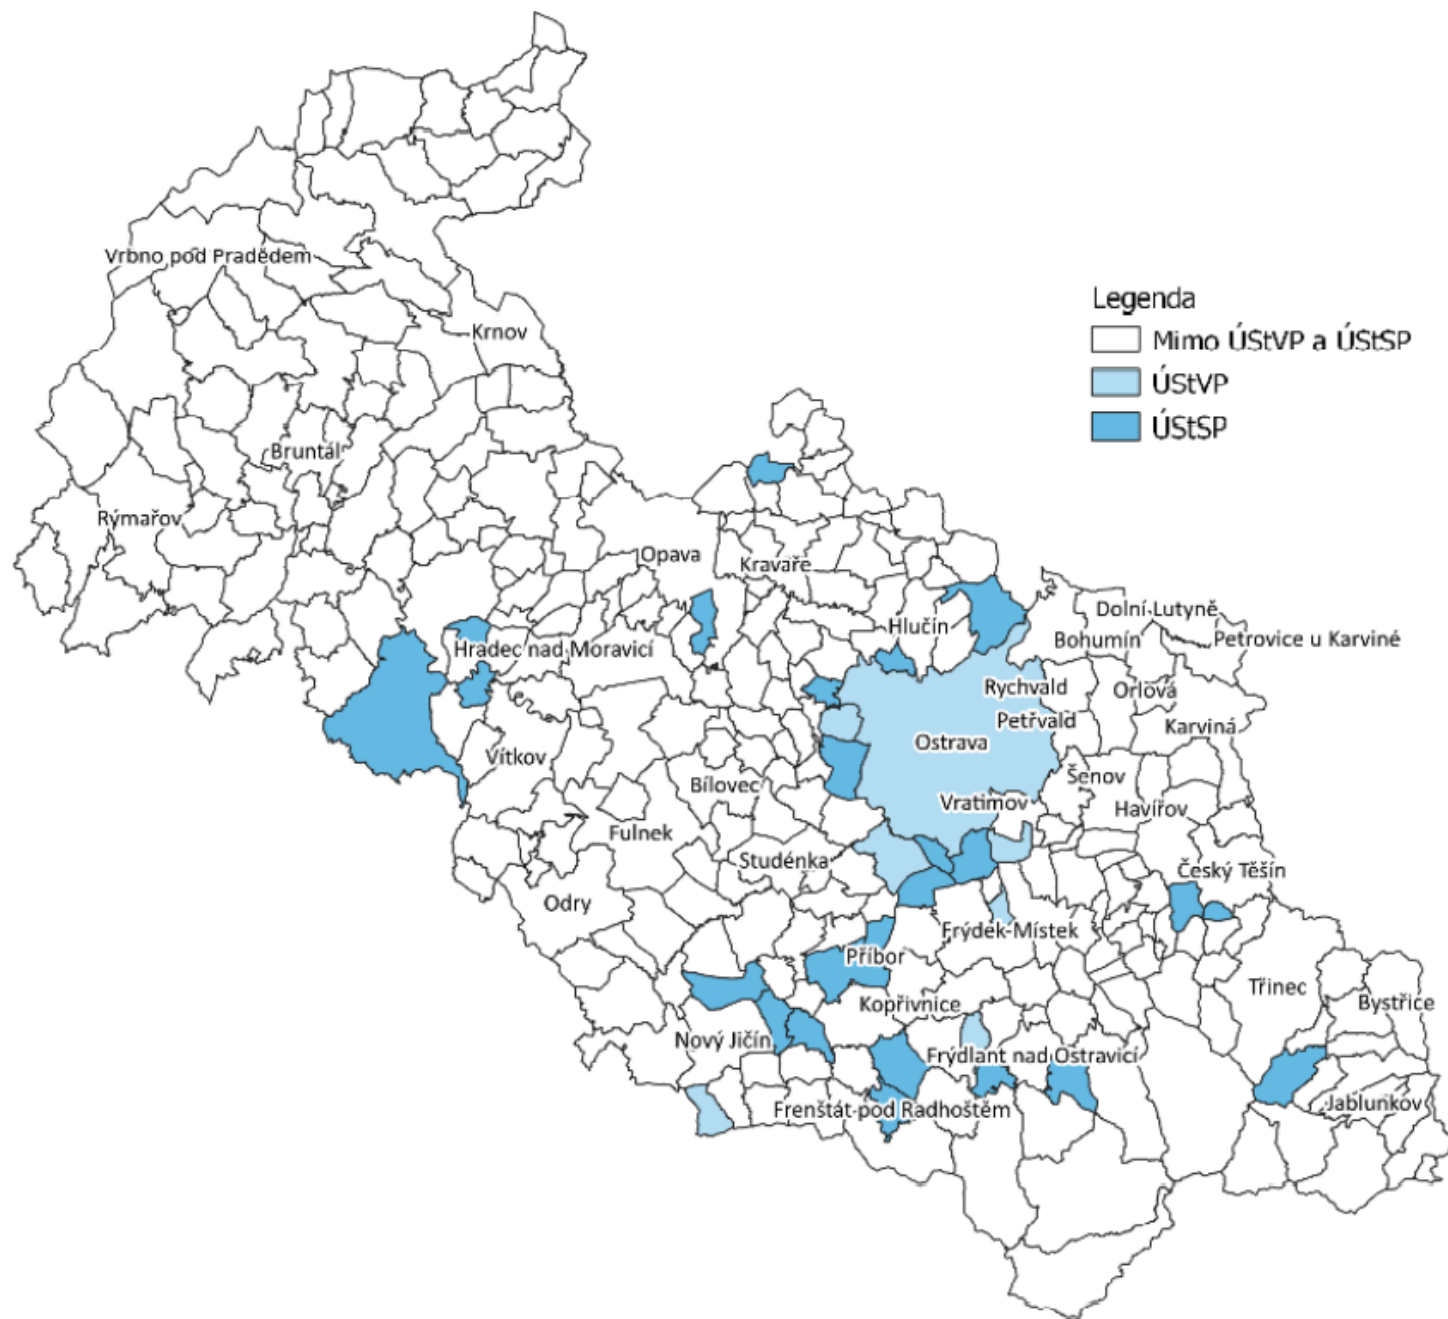 Vrbno pod Pradědem
Krnov
Legenda
Mimo ÚStVP a ÚStSP
ÚStVP
ÚStSP
Bruntál
Rýmařov
Opava
Kravaře
Dolní Lutyně
Hlučín
Bohumín
Petrovice u Karviné
Hradec nad Moravicí
Rychvald
Orlová
Petřvald
Karviná
Ostrava
Vítkov
Šenov
Bílovec
Vratimov
Havířov
Fulnek
Studénka
Český Těšín
Odry
Frýdek-Místek
Příbor
Třinec
Kopřivnice
Bystřice
Nový Jičín
Frýdlant nad Ostravicí
Frenštát pod Radhoštěm
Jablunkov